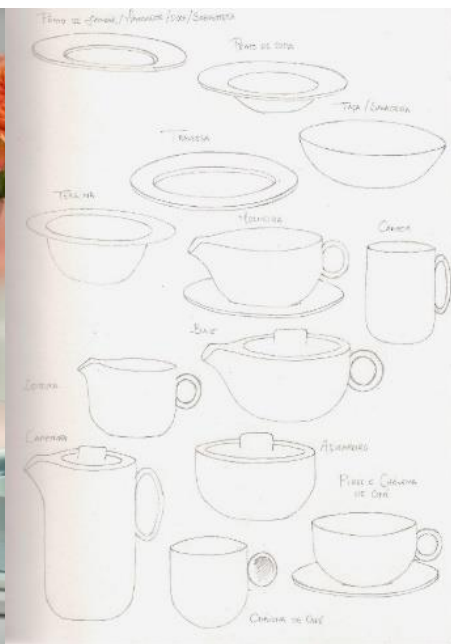 PRATO DE SOPA
TAÇA / SALADEIRA
TRAVESSA
TERRINA
MOLHEIRA
CANECA
BULE
LEITEIRA
CAFETEIRA
AÇUCAREIRO
PIRES E CHÁVENA
DE CHÁ
CHÁVENA DE CAFÉ